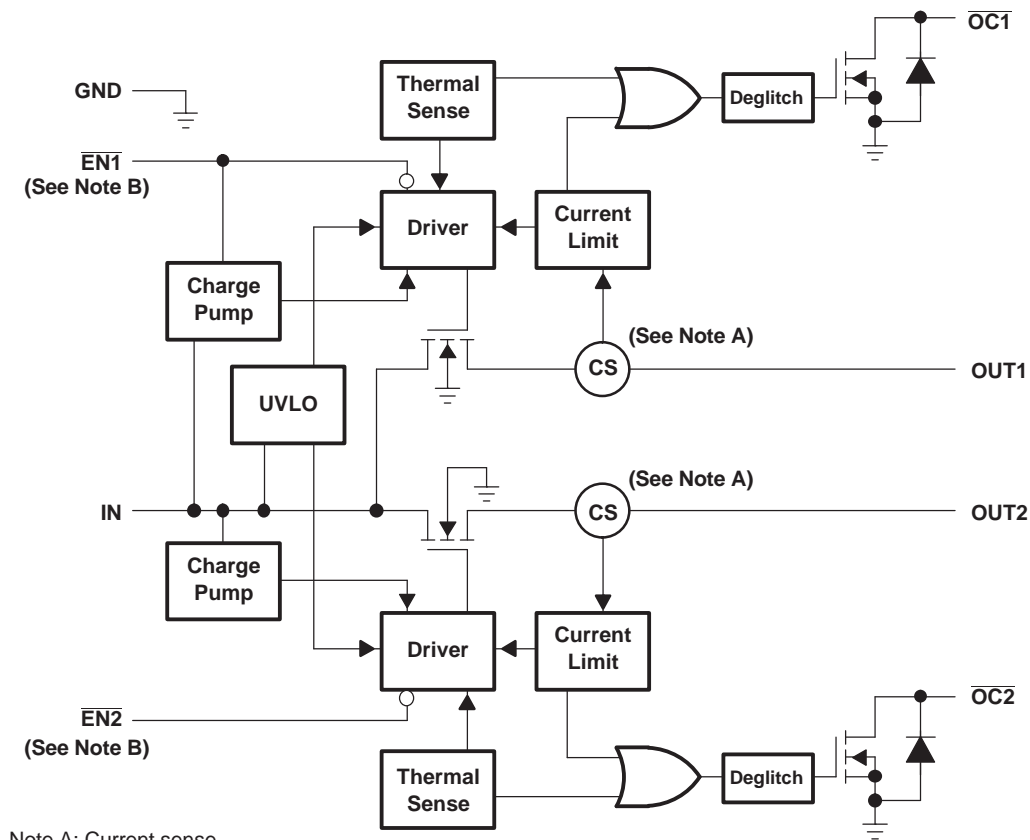 OC1
Thermal
Sense
Deglitch
GND
EN1
(See Note B)
Driver
Current
Limit
Charge
Pump
(See Note A)
CS
OUT1
UVLO
(See Note A)
IN
CS
OUT2
Charge
Pump
Driver
Current
Limit
EN2
(See Note B)
OC2
Thermal
Sense
Deglitch
Note A: Current sense